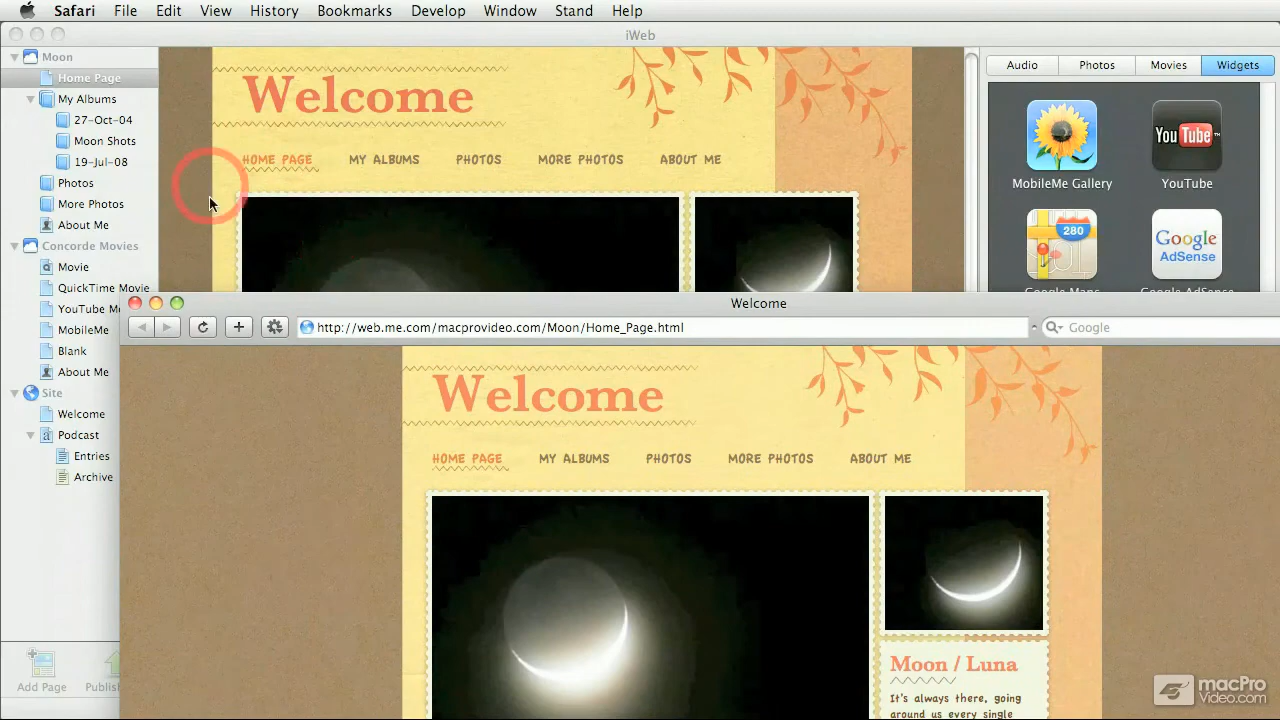 Safari File Edit View History Bookmarks Develop Window Stand Help
iWeb
Moon
Home Page
My Albums
27-Oct-04
Moon Shots
19-Jul-08
Photos
More Photos
About Me
Concorde Movies
Movie
QuickTime Movie
YouTube M
MobileMe
Blank
About Me
Site
Welcome
Podcast
Entries
Archive
Add Page Publis
Welcome
HOME PAGE MY ALBUMS PHOTOS MORE PHOTOS ABOUT ME
Audio Photos Movies Widgets
You Tube
MobileMe Gallery YouTube
280
Google
AdSense
Google Maps Google AdSense
Welcome
http://web.me.com/macprovideo.com/Moon/Home_Page.html
Google
Welcome
HOME PAGE MY ALBUMS PHOTOS MORE PHOTOS ABOUT ME
Moon / Luna
It's always there, going
around us every single
macPro
Video.com